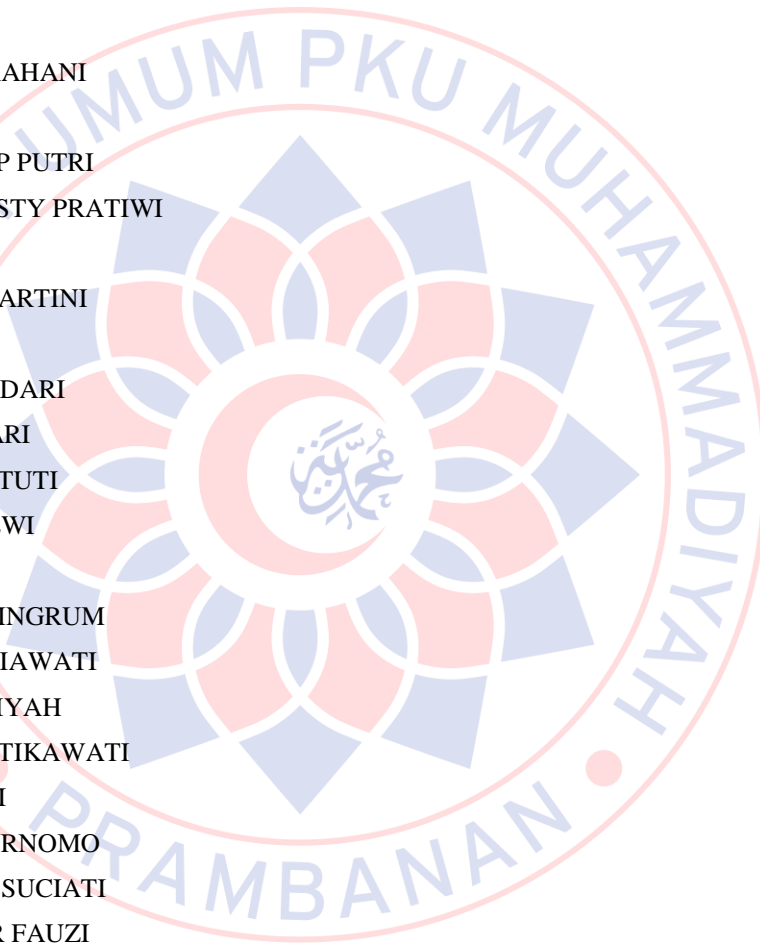 AHANI
P PUTRI
STY PRATIWI
ARTINI
DARI
ARI
TUTI
WI
INGRUM
IAWATI
IYAH
TIKAWATI
I
RNOMO
SUCIATI
R FAUZI
UMUM PKU MUHAMMADIYAH
PRAMBANAN